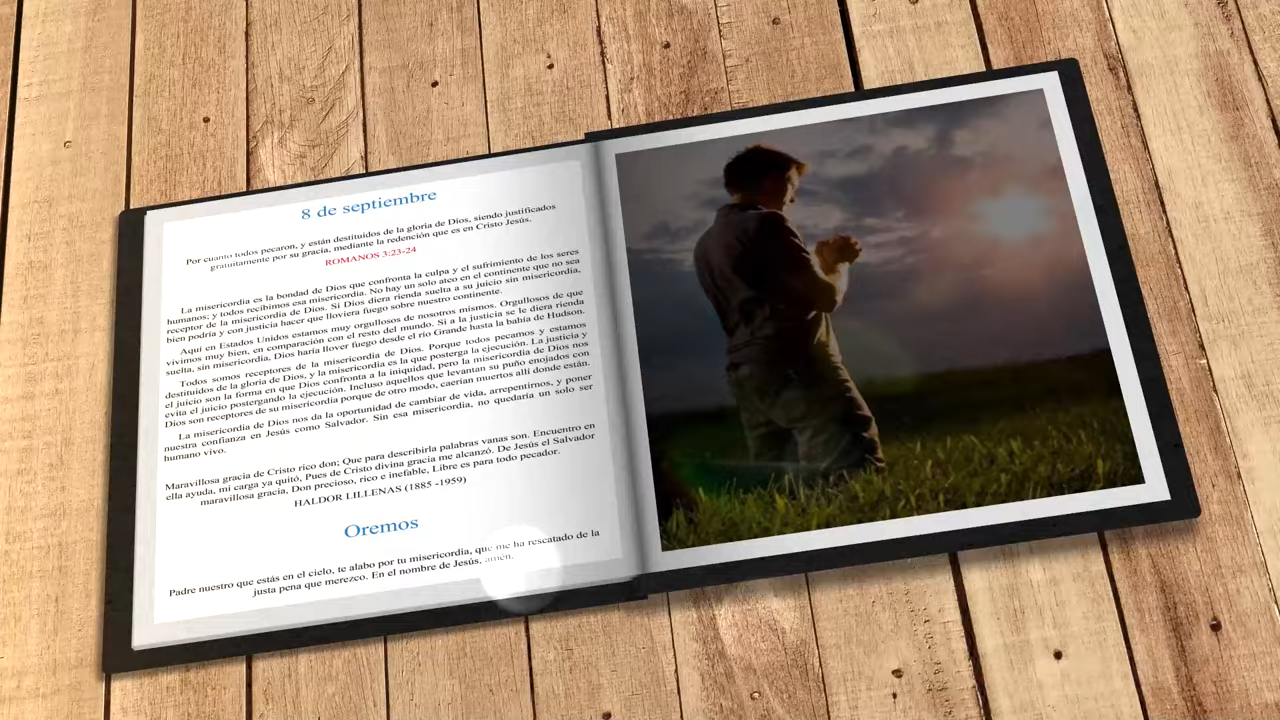 8 de septiembre
Por cuanto todos pecaron, y están destituidos de la gloria de Dios, siendo justificados
gratuitamente por su gracia, mediante la redención que es en Cristo Jesús.
ROMANOS 3:23-24
La misericordia es la bondad de Dios que confronta la culpa y el sufrimiento de los seres
humanos; y todos recibimos esa misericordia. No hay un solo ateo en el continente que no sea
receptor de la misericordia de Dios. Si Dios diera rienda suelta a su juicio sin misericordia,
bien podría y con justicia hacer que lloviera fuego sobre nuestro continente.
Aquí en Estados Unidos estamos muy orgullosos de nosotros mismos. Orgullosos de que
vivimos muy bien, en comparación con el resto del mundo. Si a la justicia se le diera rienda
suelta, sin misericordia, Dios haría llover fuego desde el río Grande hasta la bahía de Hudson.
Todos somos receptores de la misericordia de Dios. Porque todos pecamos y estamos
destituidos de la gloria de Dios, y la misericordia es la que posterga la ejecución. La justicia y
el juicio son la forma en que Dios confronta a la iniquidad, pero la misericordia de Dios nos
evita el juicio postergando la ejecución. Incluso aquellos que levantan su puño enojados con
Dios son receptores de su misericordia porque de otro modo, caerían muertos allí donde están.
La misericordia de Dios nos da la oportunidad de cambiar de vida, arrepentirnos, y poner
nuestra confianza en Jesús como Salvador. Sin esa misericordia, no quedaría un solo ser
humano vivo.
Maravillosa gracia de Cristo rico don; Que para describirla palabras vanas son. Encuentro en
ella ayuda, mi carga ya quitó, Pues de Cristo divina gracia me alcanzó. De Jesús el Salvador
maravillosa gracia, Don precioso, rico e inefable, Libre es para todo pecador.
HALDOR LILLENAS (1885 -1959)
Oremos
Padre nuestro que estás en el cielo, te alabo por tu misericordia, que me ha rescatado de la
justa pena que merezco. En el nombre de Jesús, amén.